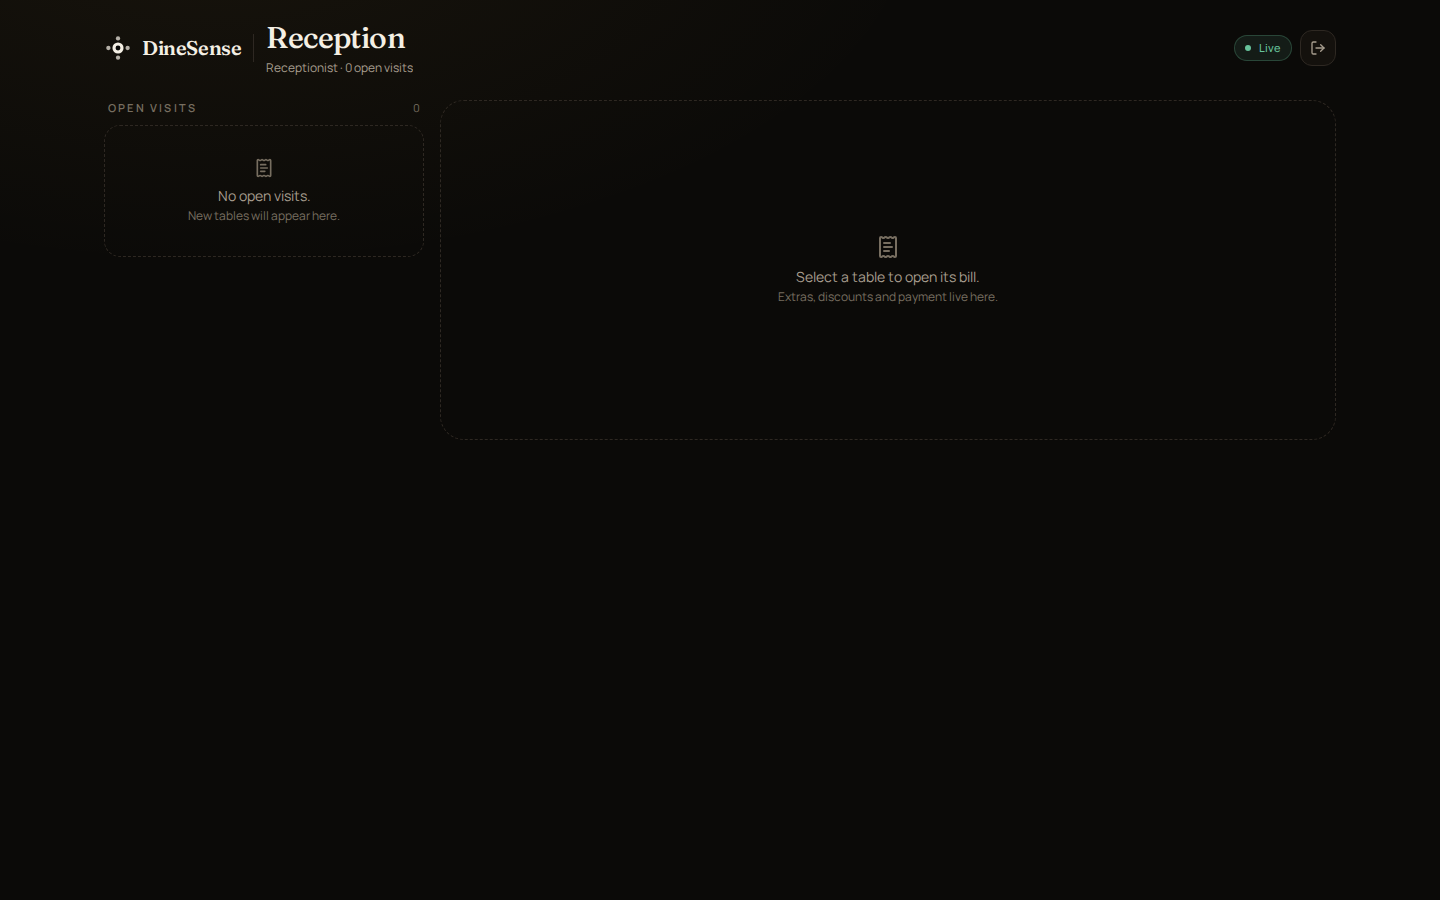 DineSense
Reception
Receptionist · 0 open visits
Live
OPEN VISITS 0
No open visits.
New tables will appear here.
Select a table to open its bill.
Extras, discounts and payment live here.